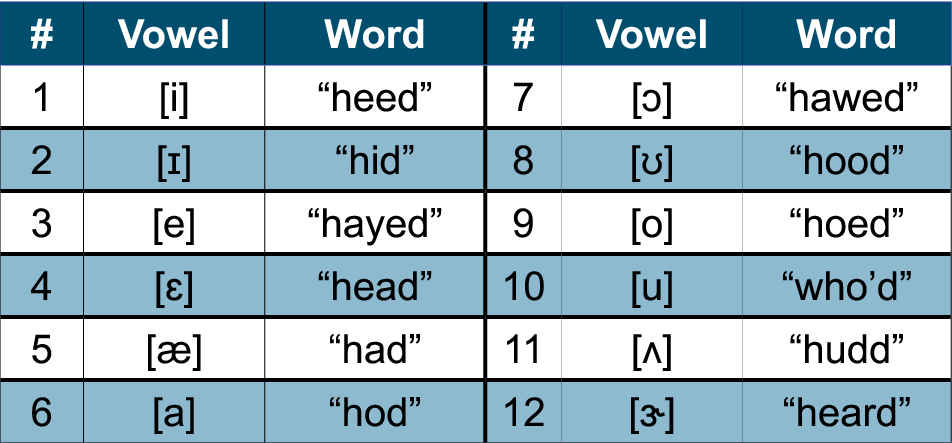 # Vowel Word # Vowel Word
1 [i] “heed” 7 [ɔ] “hawed”
2 [ɪ] “hid” 8 [ʊ] “hood”
3 [e] “hayed” 9 [o] “hoed”
4 [ɛ] “head” 10 [u] “who’d”
5 [æ] “had” 11 [ʌ] “hudd”
6 [a] “hod” 12 [ɝ] “heard”